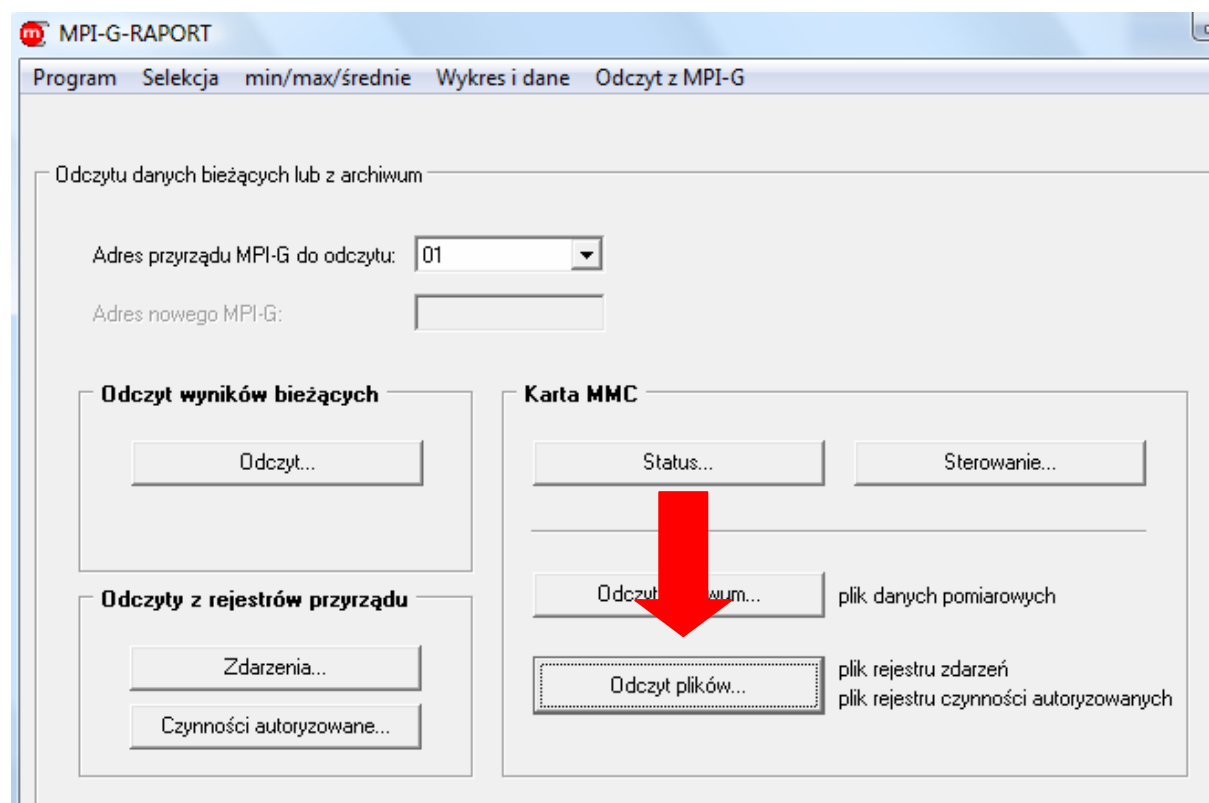 MPI-G-RAPORT
Program Selekcja min/max/średnie Wykres i dane Odczyt z MPI-G
Odczytu danych bieżących lub z archiwum
Adres przyrządu MPI-G do odczytu: 01
Adres nowego MPI-G:
Odczyt wyników bieżących
Odczyt...
Karta MMC
Status... Sterowanie...
Odczyty z rejestrów przyrządu
Odczyt plik danych pomiarowych
Zdarzenia...
Czynności autoryzowane...
Odczyt plików... plik rejestru zdarzeń
plik rejestru czynności autoryzowanych